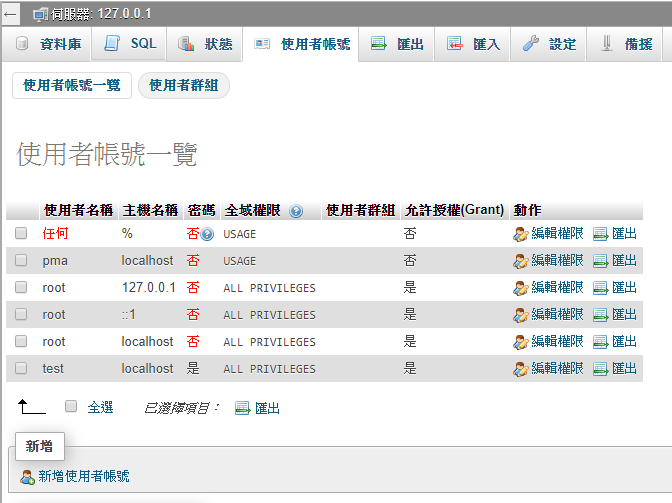 伺服器: 127.0.0.1
資料庫 SQL 狀態 使用者帳號 匯出 匯入 設定 備援
使用者帳號一覽 使用者群組
使用者帳號一覽
使用者名稱 主機名稱 密碼 全域權限 使用者群組 允許授權(Grant) 動作
任何 % 否 USAGE 否 編輯權限 匯出
pma localhost 否 USAGE 否 編輯權限 匯出
root 127.0.0.1 否 ALL PRIVILEGES 是 編輯權限 匯出
root ::1 否 ALL PRIVILEGES 是 編輯權限 匯出
root localhost 否 ALL PRIVILEGES 是 編輯權限 匯出
test localhost 是 ALL PRIVILEGES 是 編輯權限 匯出
全選 已選擇項目： 匯出
新增
新增使用者帳號